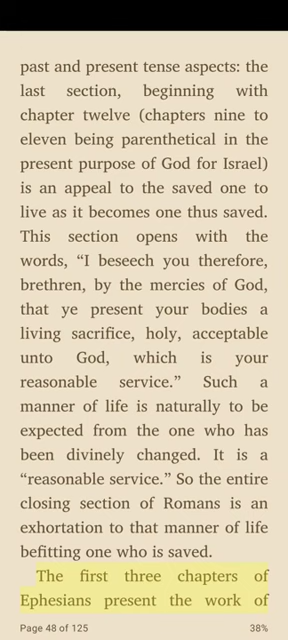 past and present tense aspects: the
last section, beginning with
chapter twelve (chapters nine to
eleven being parenthetical in the
present purpose of God for Israel)
is an appeal to the saved one to
live as it becomes one thus saved.
This section opens with the
words, “I beseech you therefore,
brethren, by the mercies of God,
that ye present your bodies a
living sacrifice, holy, acceptable
unto God, which is your
reasonable service.” Such a
manner of life is naturally to be
expected from the one who has
been divinely changed. It is a
“reasonable service.” So the entire
closing section of Romans is an
exhortation to that manner of life
befitting one who is saved.
The first three chapters of
Ephesians present the work of
Page 48 of 125 38%